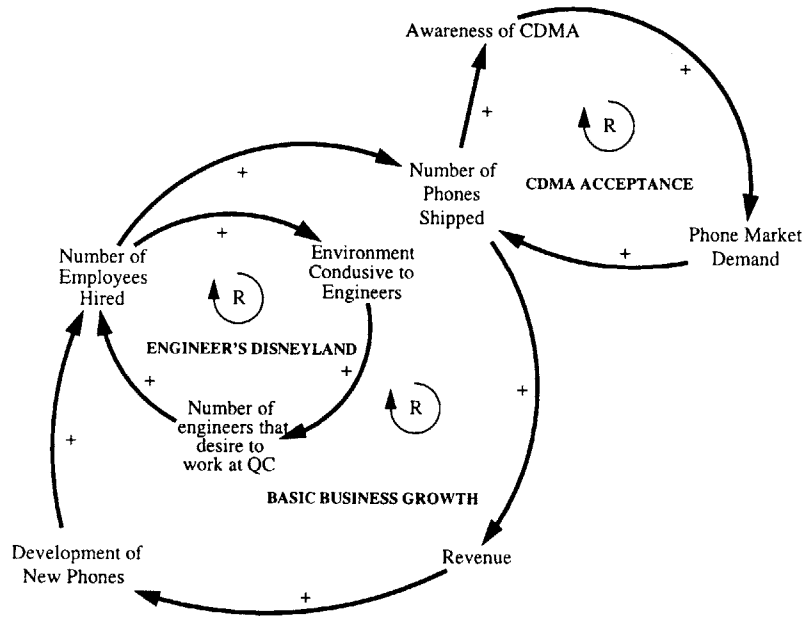 Awareness of CDMA
+
+
R
Number of
Phones
Shipped
CDMA ACCEPTANCE
+
Phone Market
Demand
+
+
Number of
Employees
Hired
Environment
Condusive to
Engineers
R
ENGINEER'S DISNEYLAND
+
+
Number of
engineers that
desire to
work at QC
R
+
+
BASIC BUSINESS GROWTH
Development of
New Phones
Revenue
+